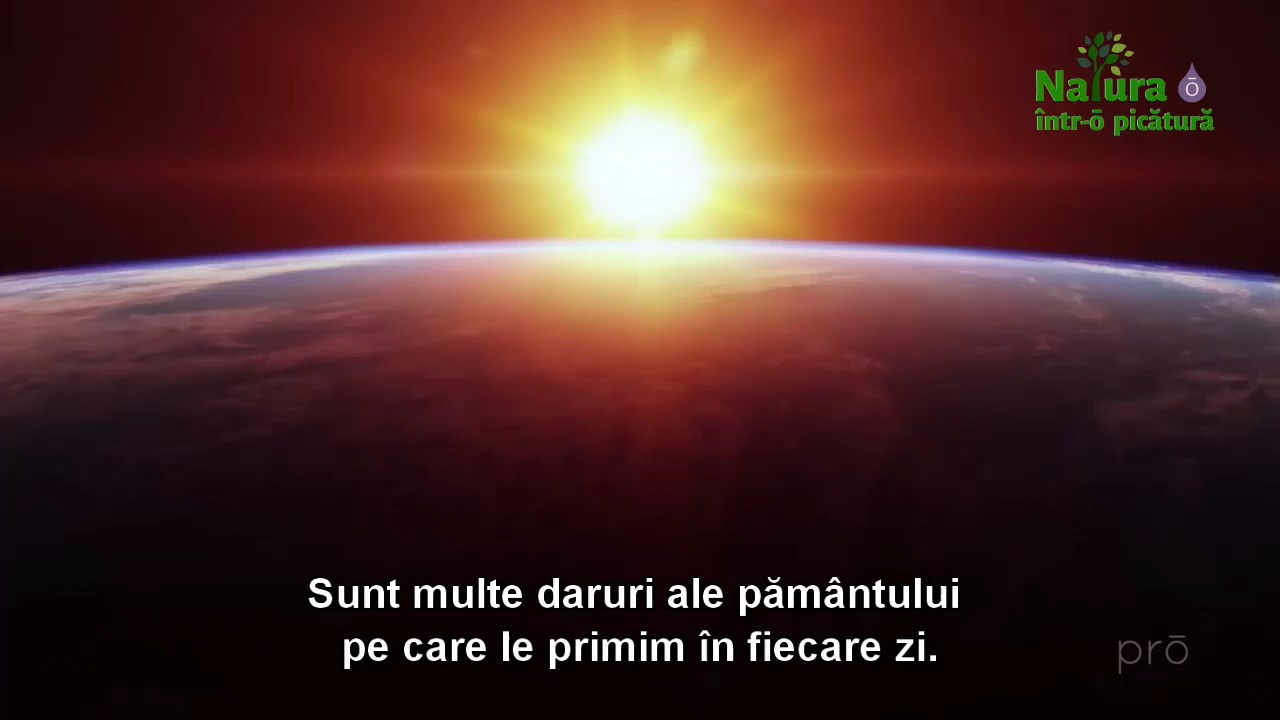 Natura ō
într-ō picătură
Sunt multe daruri ale pământului
pe care le primim în fiecare zi.
prō